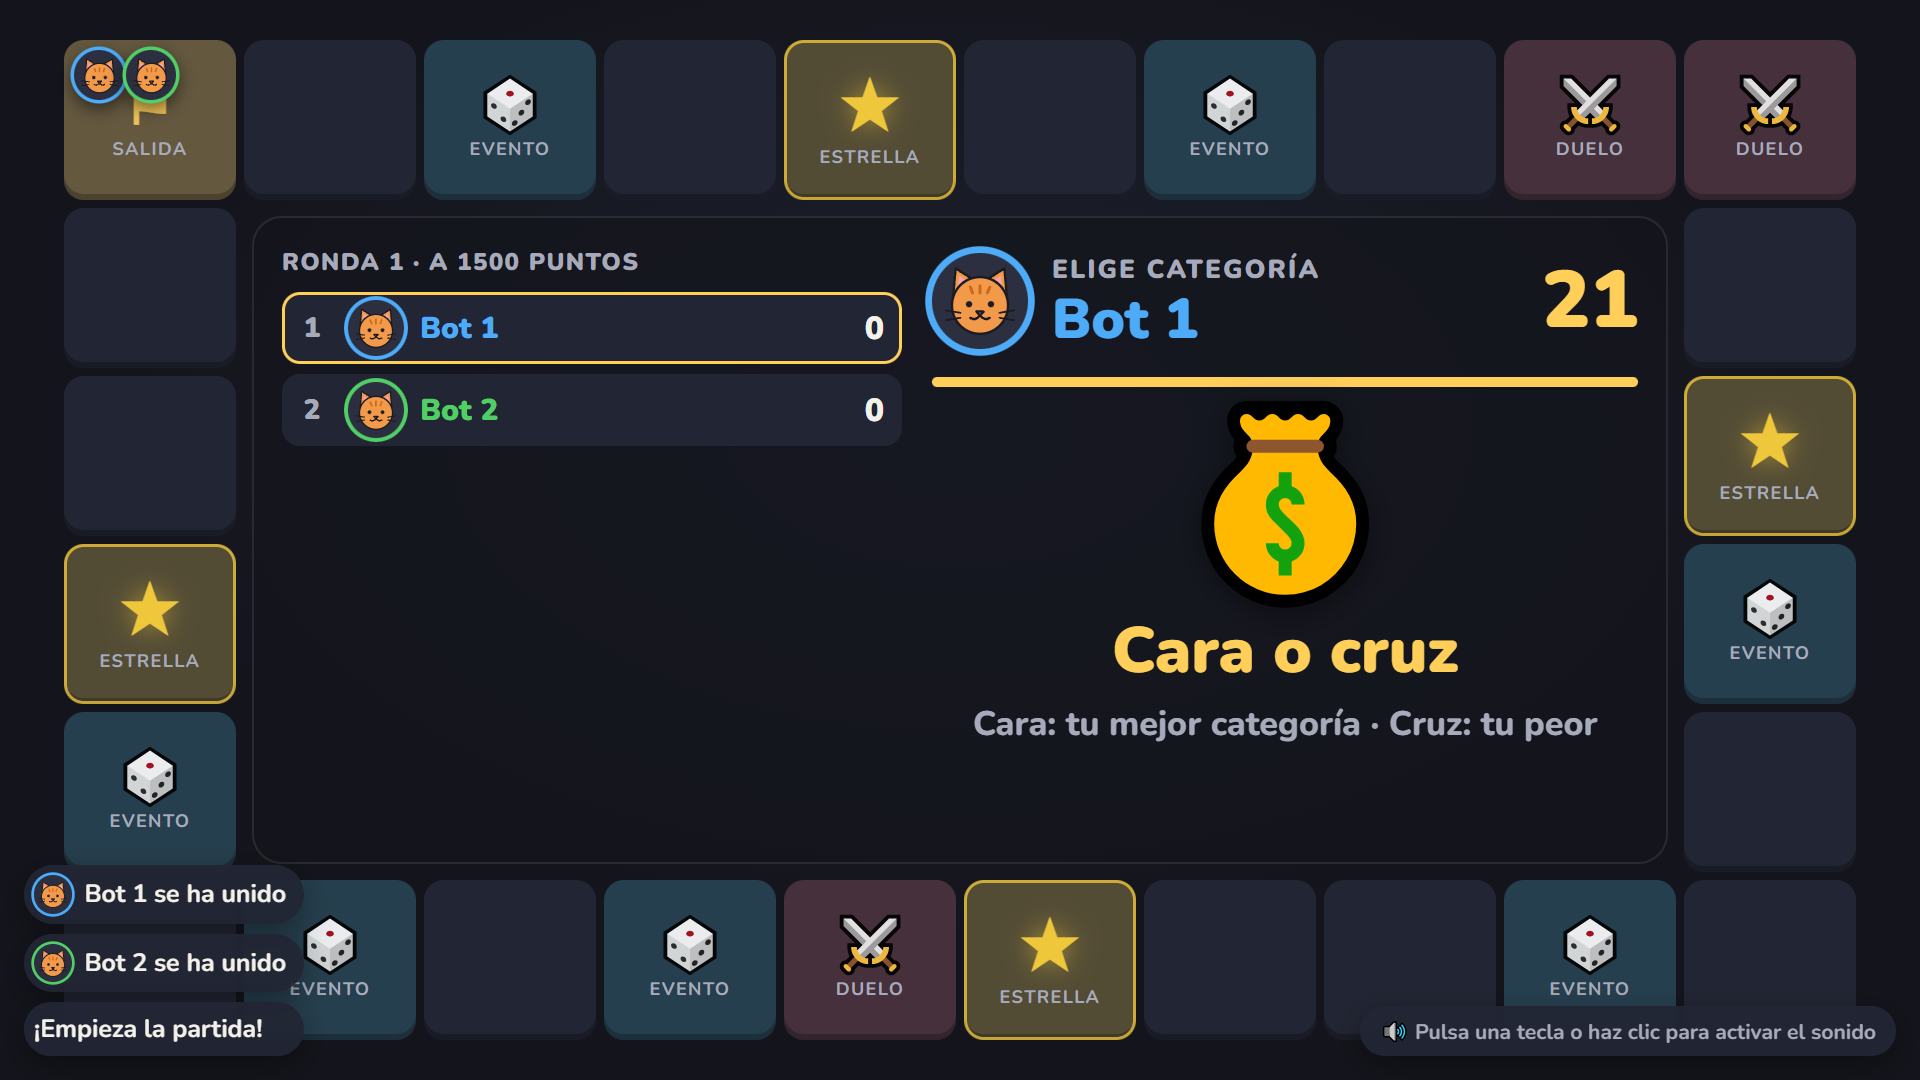 SALIDA
EVENTO
ESTRELLA
EVENTO
DUELO
DUELO
RONDA 1 · A 1500 PUNTOS
1 Bot 1 0
2 Bot 2 0
ELIGE CATEGORÍA
Bot 1
21
$
Cara o cruz
Cara: tu mejor categoría · Cruz: tu peor
ESTRELLA
ESTRELLA
EVENTO
EVENTO
Bot 1 se ha unido
Bot 2 se ha unido
¡Empieza la partida!
EVENTO
EVENTO
DUELO
ESTRELLA
EVENTO
Pulsa una tecla o haz clic para activar el sonido